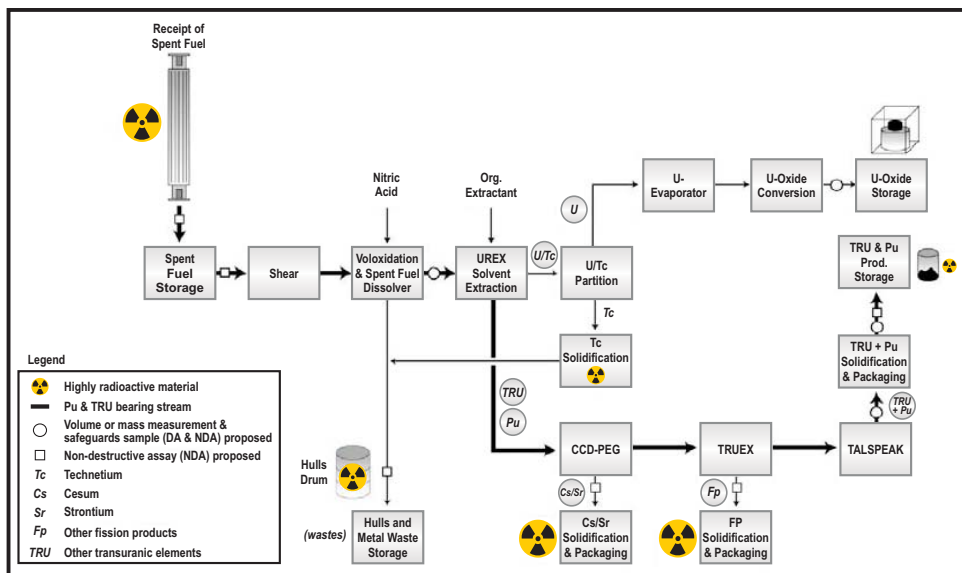 Receipt of
Spent Fuel
Nitric
Acid
Org.
Extractant
U
U-
Evaporator
U-Oxide
Conversion
U-Oxide
Storage
Spent
Fuel
Storage
Shear
Voloxidation
& Spent Fuel
Dissolver
UREX
Solvent
Extraction
U/Tc
U/Tc
Partition
TRU & Pu
Prod.
Storage
Tc
Tc
Solidification
TRU + Pu
Solidification
& Packaging
TRU
Pu
TRU
+ Pu
CCD-PEG
TRUEX
TALSPEAK
Hulls
Drum
Cs/Sr
Fp
(wastes)
Hulls and
Metal Waste
Storage
Cs/Sr
Solidification
& Packaging
FP
Solidification
& Packaging
Legend
Highly radioactive material
Pu & TRU bearing stream
Volume or mass measurement &
safeguards sample (DA & NDA) proposed
Non-destructive assay (NDA) proposed
Tc Technetium
Cs Cesum
Sr Strontium
Fp Other fission products
TRU Other transuranic elements